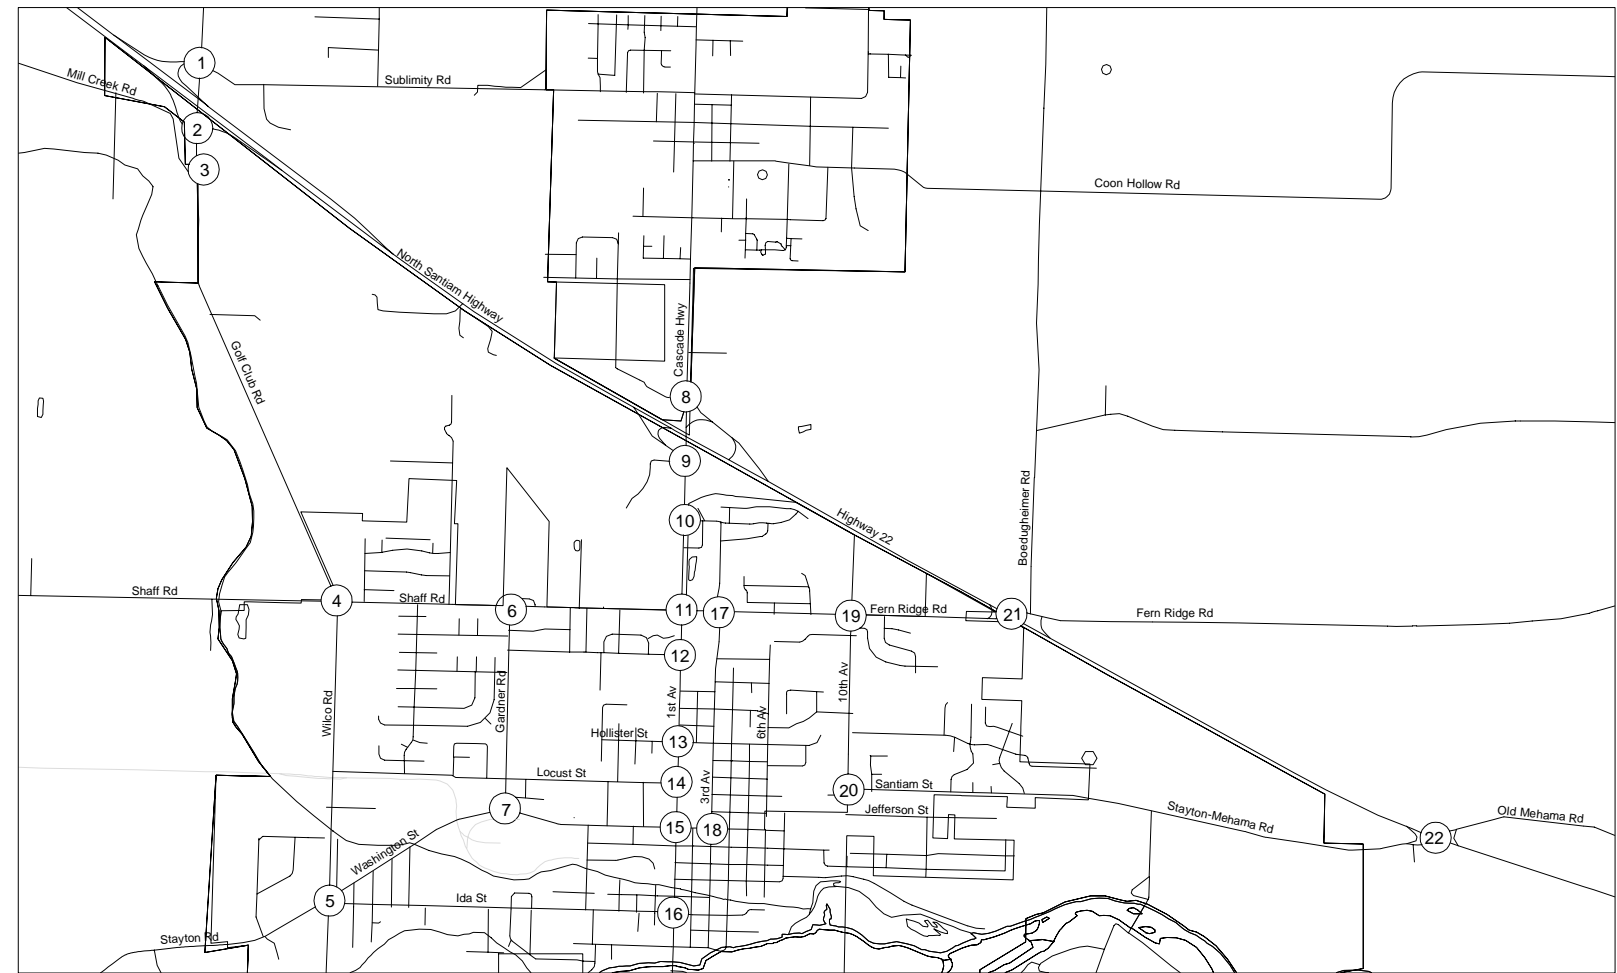 1
Sublimity Rd
Mill Creek Rd
2
3
Coon Hollow Rd
North Santiam Highway
Cascade Hwy
Golf Club Rd
8
9
10
Highway 22
Boedugheimer Rd
Shaff Rd
4
Shaff Rd
6
11
17
19
Fern Ridge Rd
21
Fern Ridge Rd
12
Wilco Rd
Gardner Rd
1st Av
6th Av
10th Av
Hollister St
13
Locust St
14
3rd Av
20
Santiam St
7
Jefferson St
Stayton-Mehama Rd
Old Mehama Rd
15
18
22
Washington St
5
Ida St
16
Stayton Rd